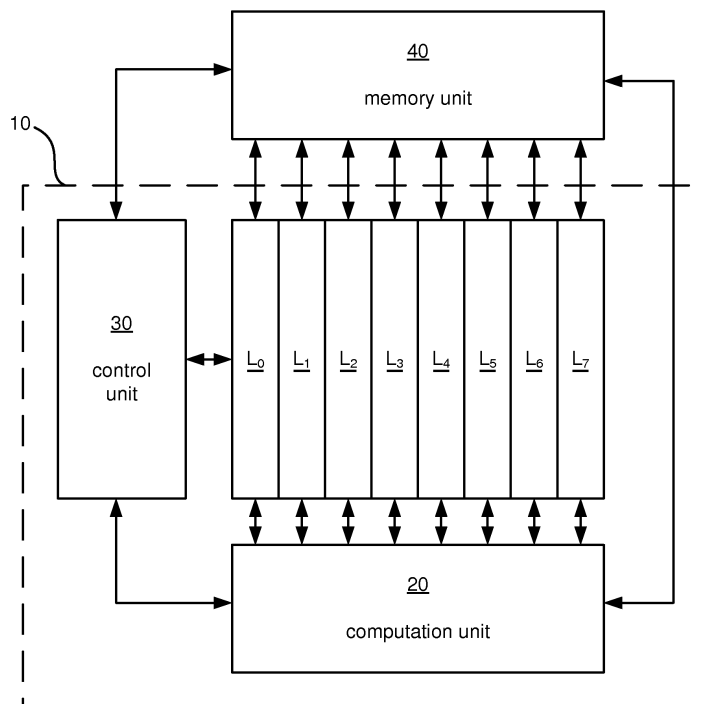 40
memory unit
10
30
control
unit
L₀ L₁ L₂ L₃ L₄ L₅ L₆ L₇
20
computation unit